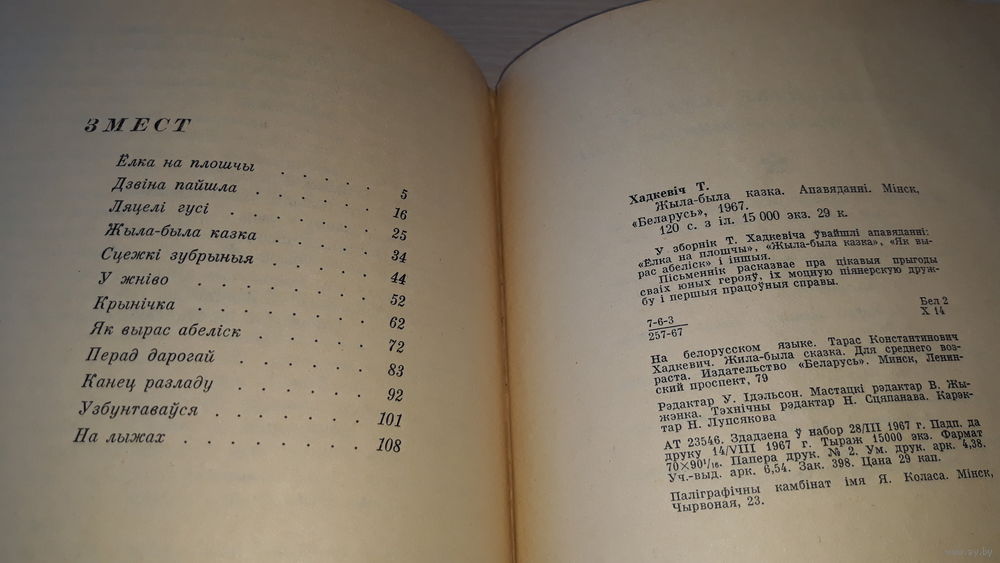 ЗМЕСТ
Ёлка на плошчы . . . . . 5
Дзвіна пайшла . . . . . 16
Ляцелі гусі . . . . . . 25
Жыла-была казка . . . . . 34
Сцежкі зубрыныя . . . . . 44
У жніво . . . . . . . 52
Крынічка . . . . . . . 62
Як вырас абеліск . . . . . 72
Перад дарогай . . . . . . 83
Канец разладу . . . . . . 92
Узбунтаваўся . . . . . . 101
На лыжах . . . . . . . 108
Хадкевіч Т.
Жыла-была казка. Апавяданні. Мінск,
«Беларусь», 1967.
120 с. з іл. 15 000 экз. 29 к.
У зборнік Т. Хадкевіча ўвайшлі апавяданні:
«Ёлка на плошчы», «Жыла-была казка», «Як вы-
рас абеліск» і іншыя.
Пісьменнік расказвае пра цікавыя прыгоды
сваіх юных герояў, іх моцную піянерскую друж-
бу і першыя працоўныя справы.
7-6-3
257-67
Бел 2
Х 14
На белорусском языке. Тарас Константинович
Хадкевич. Жила-была сказка. Для среднего воз-
раста. Издательство «Беларусь». Минск, Ленин-
ский проспект, 79
Рэдактар У. Ідэльсон. Мастацкі рэдактар В. Жы-
жэнка. Тэхнічны рэдактар Н. Сцяпанава. Карэк-
тар Н. Лупсякова
АТ 23546. Здадзена ў набор 28/III 1967 г. Падп. да
друку 14/VIII 1967 г. Тыраж 15000 экз. Фармат
70×90¹/₁₆. Папера друк. № 2. Ум. друк. арк. 4,38.
Уч.-выд. арк. 6,54. Зак. 398. Цана 29 кап.
Паліграфічны камбінат імя Я. Коласа. Мінск,
Чырвоная, 23.
www.ay.by